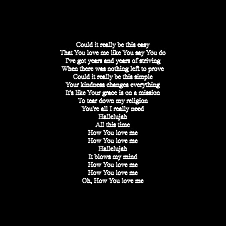 Could it really be this easy
That You love me like You say You do
I've got years and years of striving
When there was nothing left to prove
Could it really be this simple
Your kindness changes everything
It's like Your grace is on a mission
To tear down my religion
You're all I really need
Hallelujah
All this time
How You love me
How You love me
Hallelujah
It blows my mind
How You love me
How You love me
Oh, How You love me